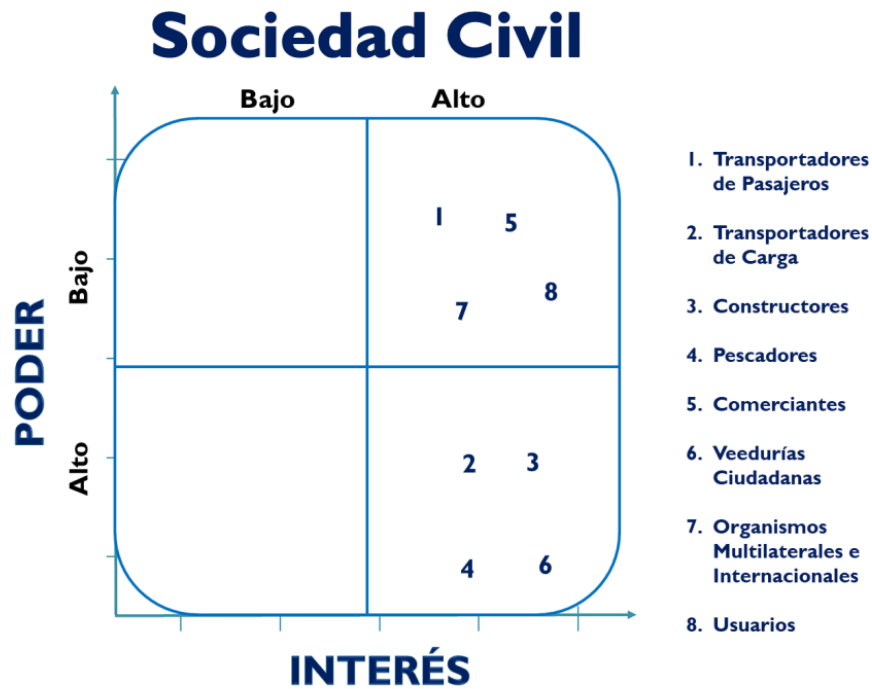 Sociedad Civil
Bajo
Alto
PODER
Bajo
Alto
1
5
8
7
2
3
4
6
INTERÉS
1. Transportadores
de Pasajeros
2. Transportadores
de Carga
3. Constructores
4. Pescadores
5. Comerciantes
6. Veedurías
Ciudadanas
7. Organismos
Multilaterales e
Internacionales
8. Usuarios